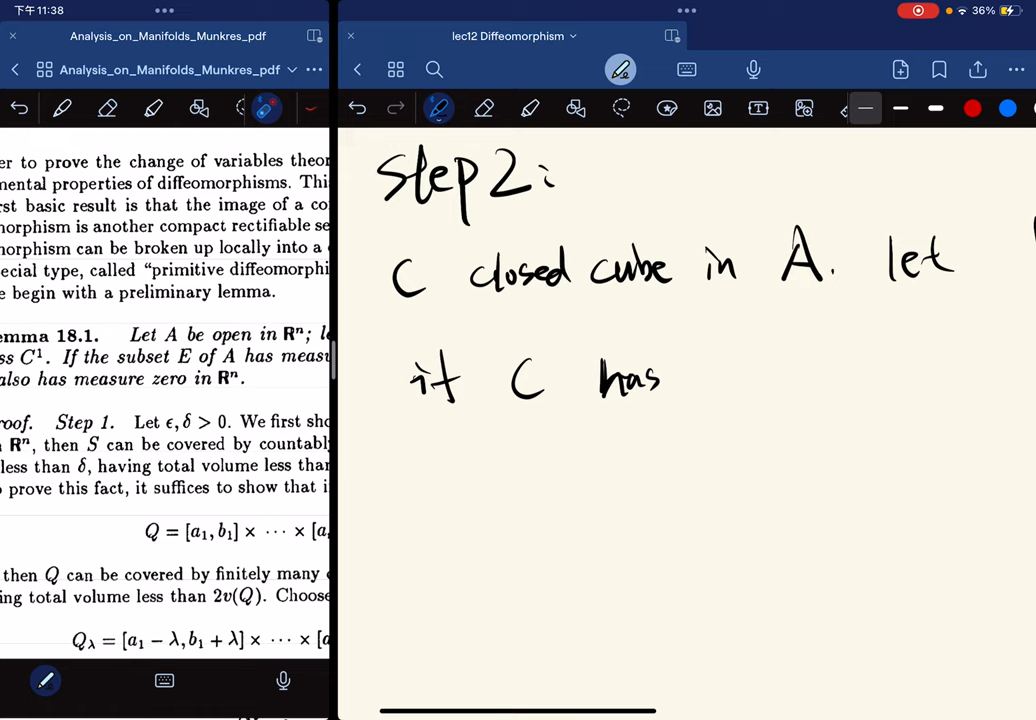 下午11:38
36%
Analysis_on_Manifolds_Munkres_pdf
lec12 Diffeomorphism
Analysis_on_Manifolds_Munkres_pdf
er to prove the change of variables theor
mental properties of diffeomorphisms. Thi
rst basic result is that the image of a co
morphism is another compact rectifiable se
morphism can be broken up locally into a
ecial type, called “primitive diffeomorphi
e begin with a preliminary lemma.
emma 18.1. Let A be open in Rⁿ; l
ss C¹. If the subset E of A has measu
also has measure zero in Rⁿ.
roof. Step 1. Let ϵ, δ > 0. We first sho
Rⁿ, then S can be covered by countabl
less than δ, having total volume less than
o prove this fact, it suffices to show that i
Q = [a₁, b₁] × ··· × [a
then Q can be covered by finitely many
ing total volume less than 2v(Q). Choose
Q_λ = [a₁ − λ, b₁ + λ] × ··· × [a
step 2:
C closed cube in A. let
if C has